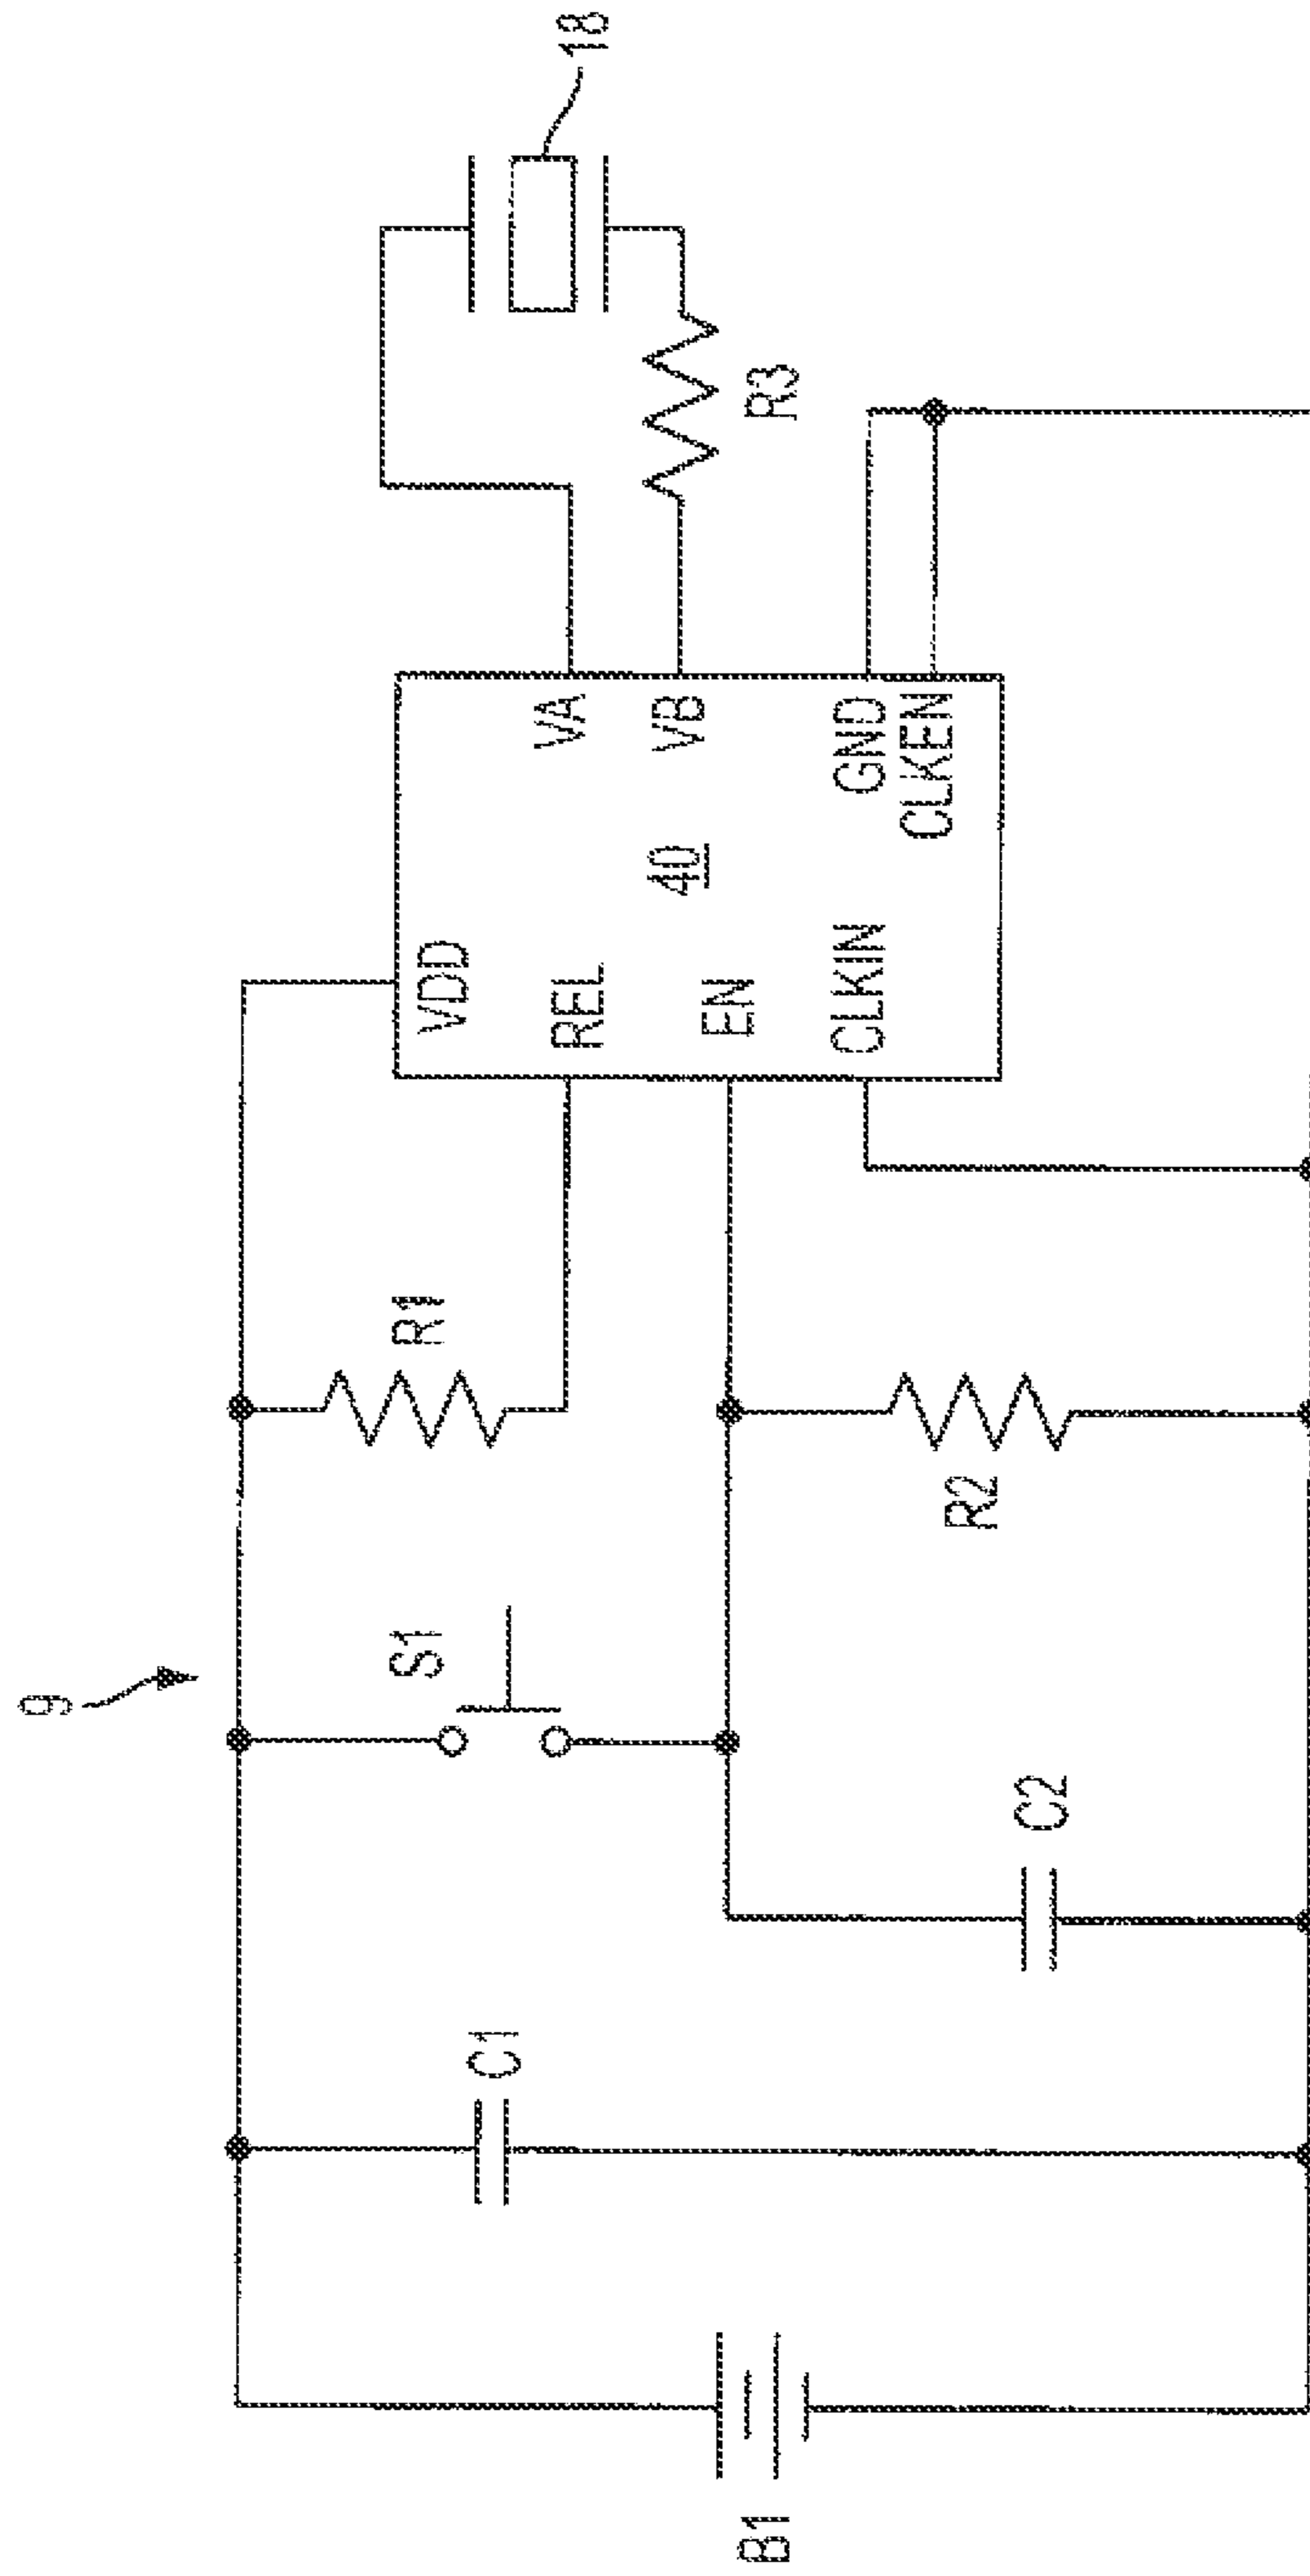 9
18
B1
C1
C2
S1
R1
R2
VDD
REL
EN
CLKIN
40
VA
VB
GND
CLKEN
R3